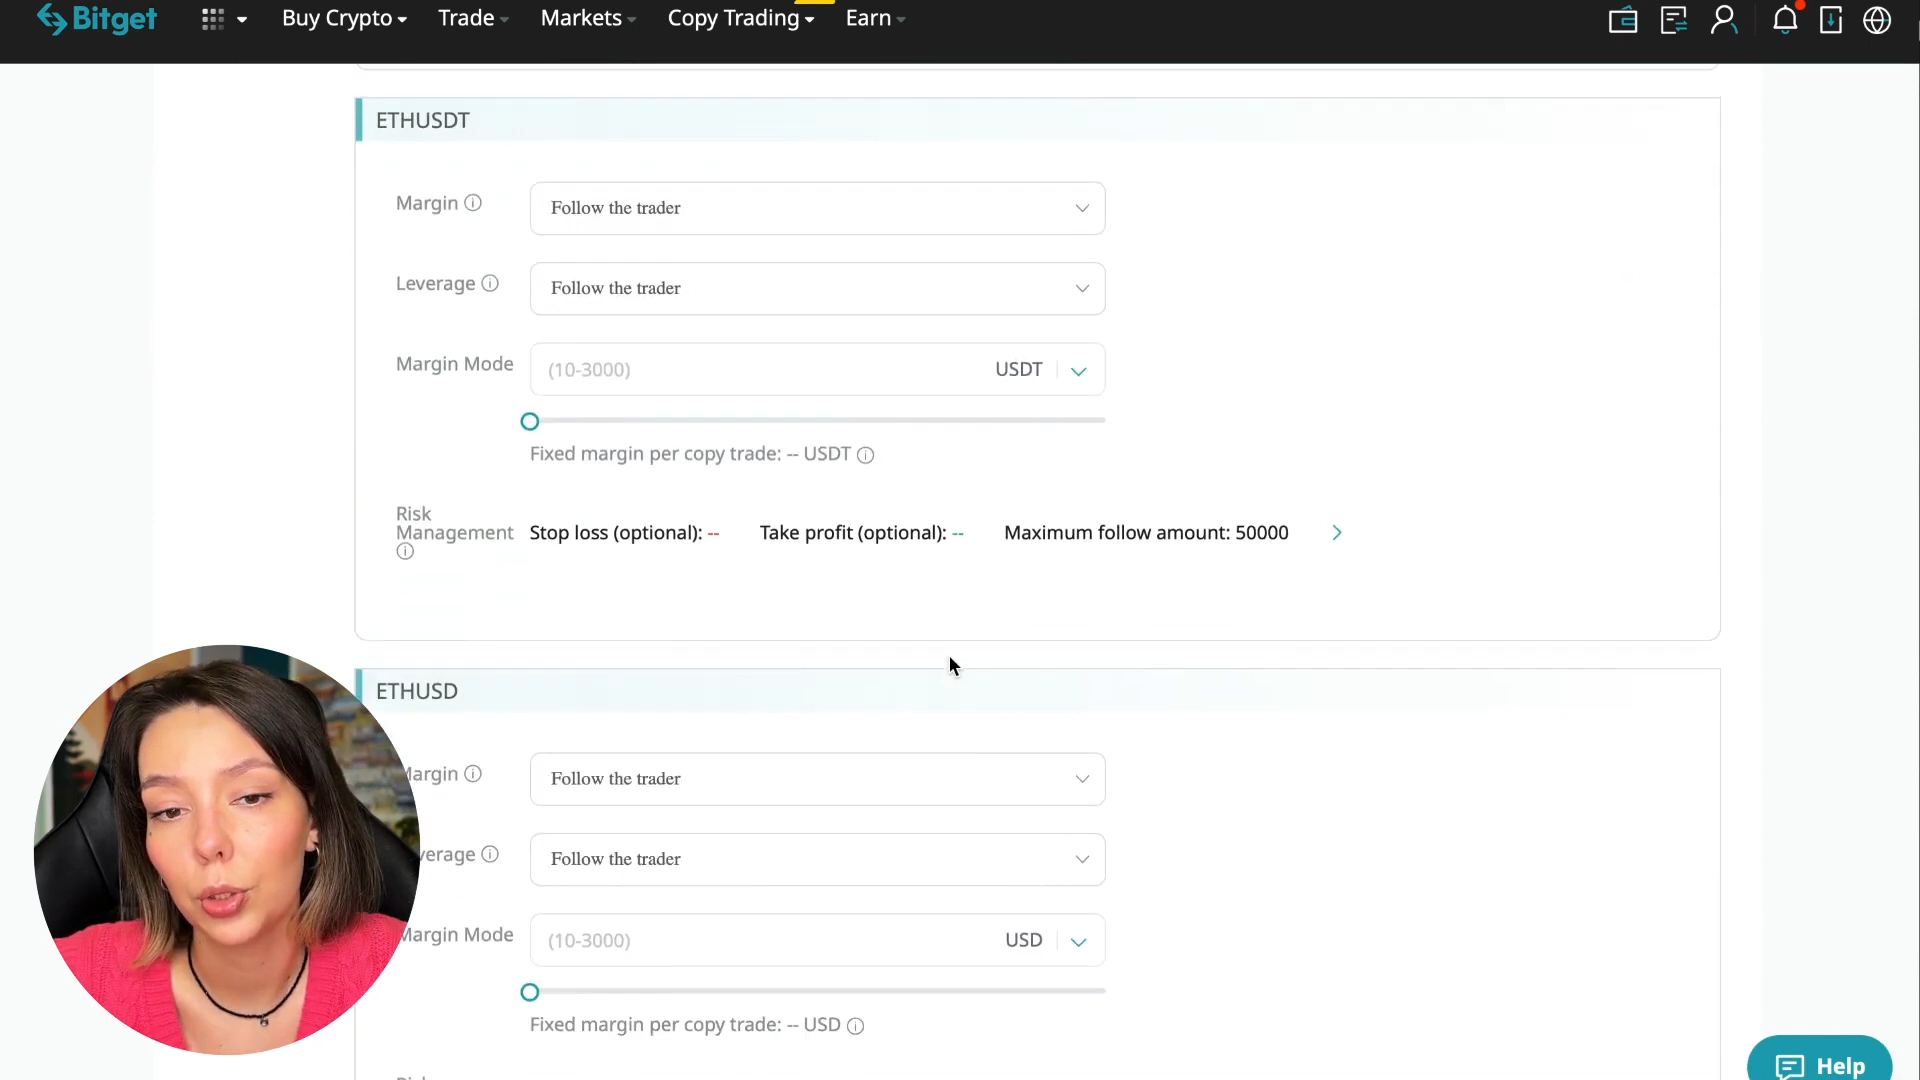 Bitget
Buy Crypto Trade Markets Copy Trading Earn
ETHUSDT
Margin Follow the trader
Leverage Follow the trader
Margin Mode (10-3000) USDT
Fixed margin per copy trade: -- USDT
Risk Management Stop loss (optional): -- Take profit (optional): -- Maximum follow amount: 50000
ETHUSD
Margin Follow the trader
verage Follow the trader
Margin Mode (10-3000) USD
Fixed margin per copy trade: -- USD
Help